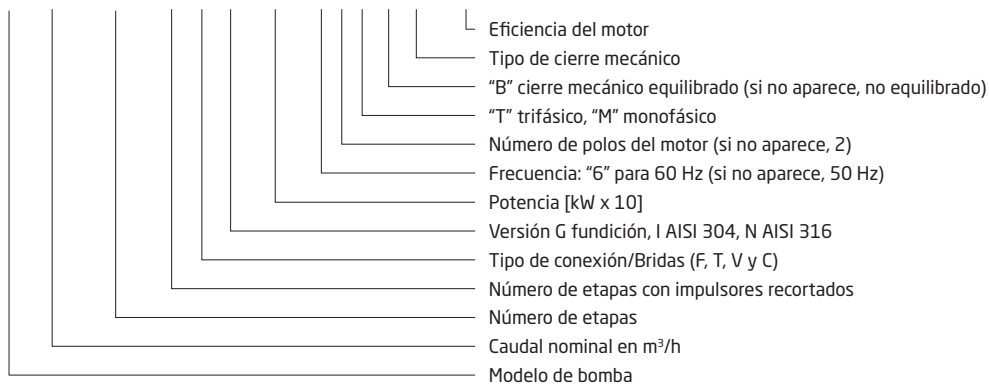 Eficiencia del motor
Tipo de cierre mecánico
“B” cierre mecánico equilibrado (si no aparece, no equilibrado)
“T” trifásico, “M” monofásico
Número de polos del motor (si no aparece, 2)
Frecuencia: “6” para 60 Hz (si no aparece, 50 Hz)
Potencia [kW x 10]
Versión G fundición, I AISI 304, N AISI 316
Tipo de conexión/Bridas (F, T, V y C)
Número de etapas con impulsores recortados
Número de etapas
Caudal nominal en m³/h
Modelo de bomba